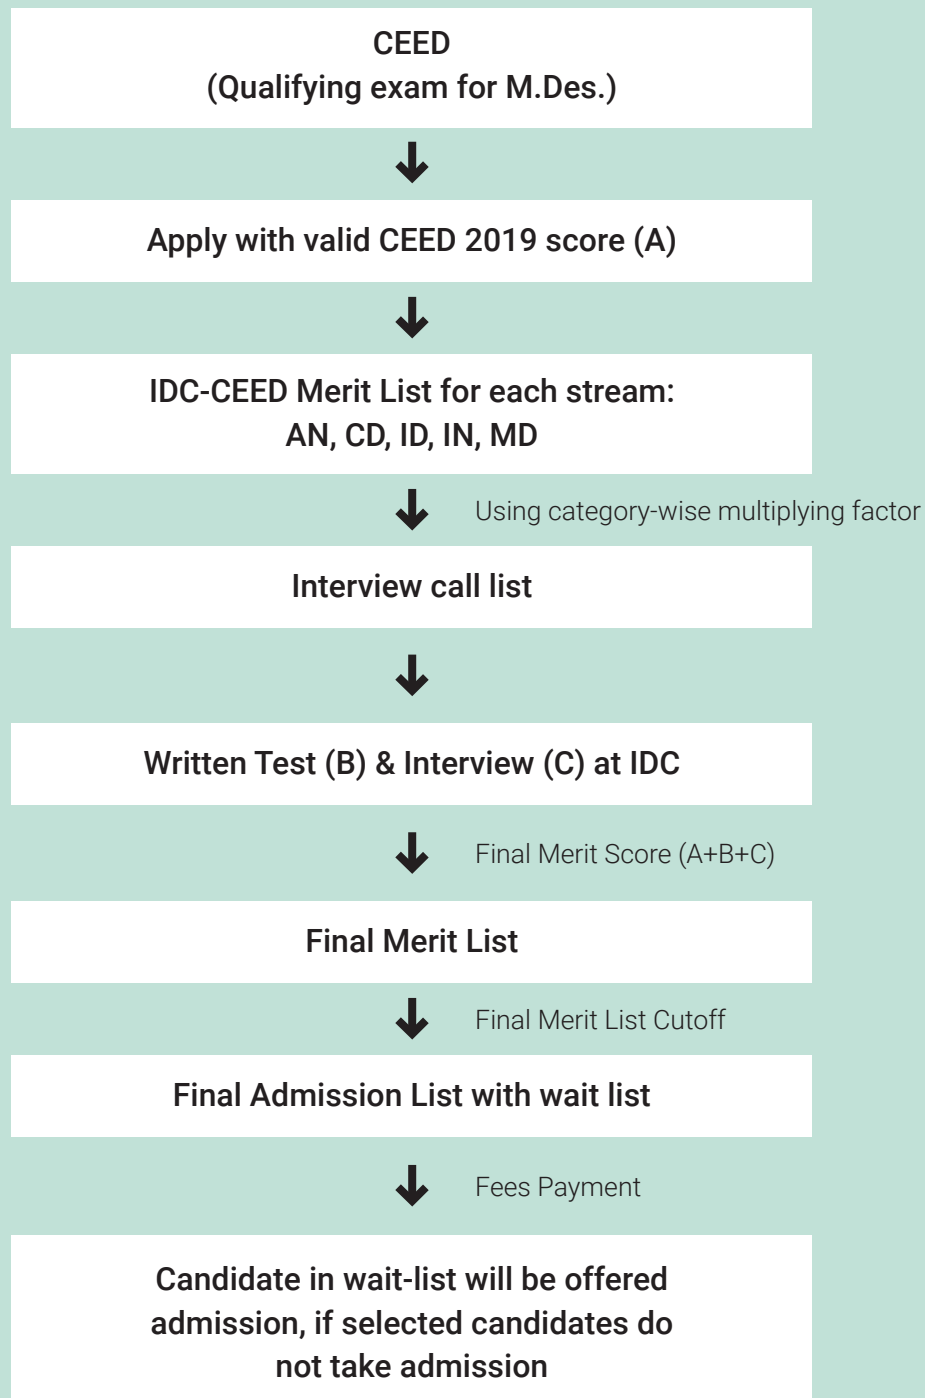 CEED
(Qualifying exam for M.Des.)
Apply with valid CEED 2019 score (A)
IDC-CEED Merit List for each stream:
AN, CD, ID, IN, MD
Using category-wise multiplying factor
Interview call list
Written Test (B) & Interview (C) at IDC
Final Merit Score (A+B+C)
Final Merit List
Final Merit List Cutoff
Final Admission List with wait list
Fees Payment
Candidate in wait-list will be offered
admission, if selected candidates do
not take admission